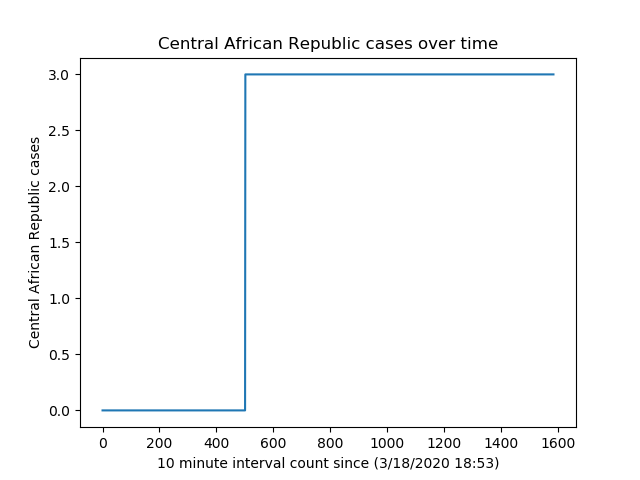 Central African Republic cases over time
Central African Republic cases
3.0
2.5
2.0
1.5
1.0
0.5
0.0
0 200 400 600 800 1000 1200 1400 1600
10 minute interval count since (3/18/2020 18:53)